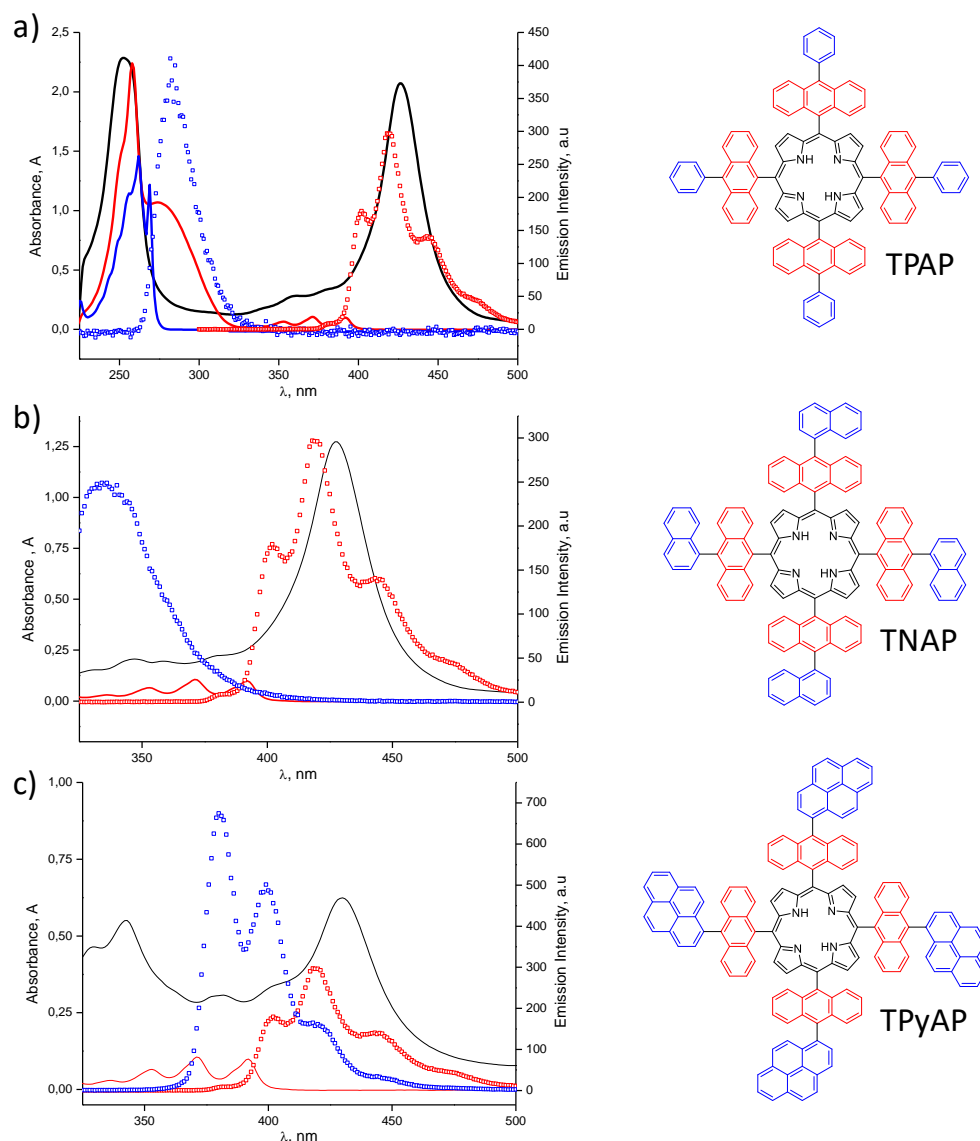 a)
2,5
2,0
1,5
1,0
0,5
0,0
Absorbance, A
450
400
350
300
250
200
150
100
50
0
Emission Intensity, a.u
250
300
350
400
450
500
λ, nm
NH
N
N
HN
TPAP
b)
1,25
1,00
0,75
0,50
0,25
0,00
Absorbance , A
300
250
200
150
100
50
0
Emission Intensity, a.u
350
400
450
500
λ, nm
NH
N
N
HN
TNAP
c)
1,00
0,75
0,50
0,25
0,00
Absorbance, A
700
600
500
400
300
200
100
0
Emission Intensity, a.u
350
400
450
500
λ, nm
NH
N
N
HN
TPyAP